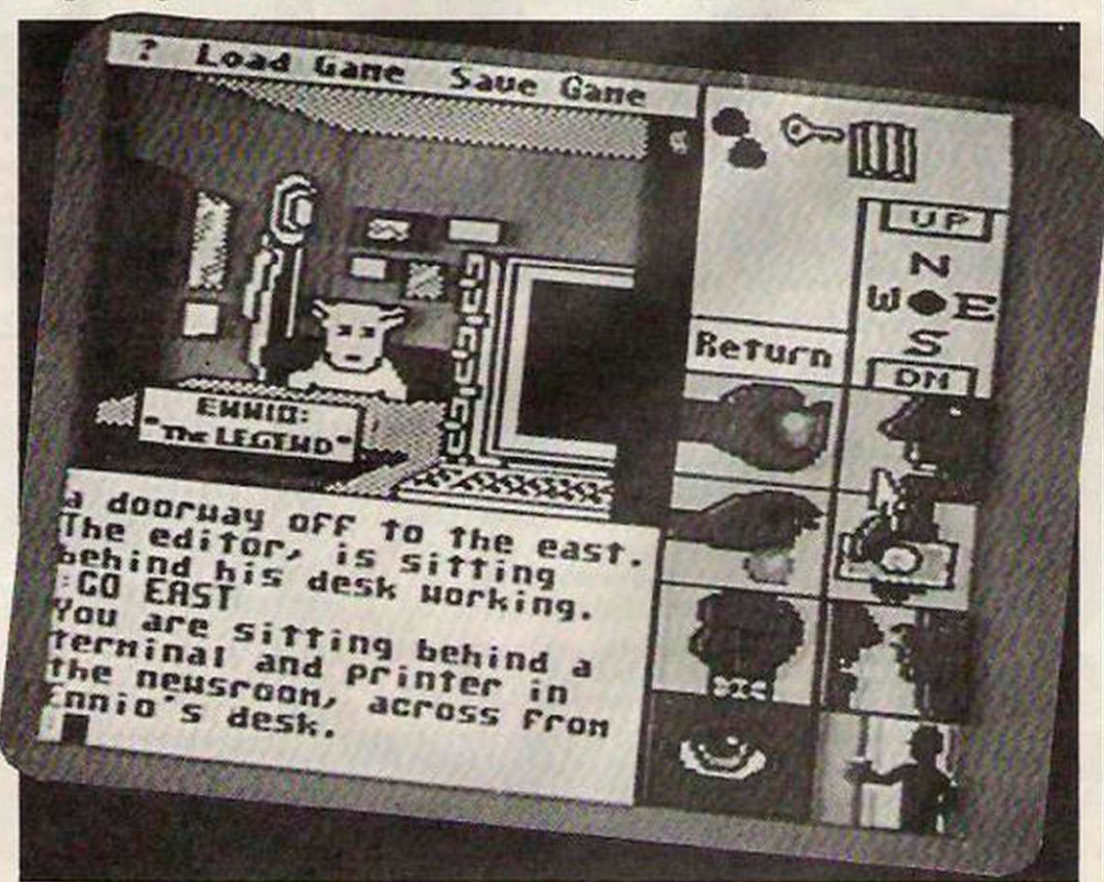 ? Load Game Save Game
UP
N
W E
S
DN
Return
ENNIO:
"The LEGEND"
a doorway off to the east.
The editor, is sitting
behind his desk working.
:GO EAST
You are sitting behind a
terminal and printer in
the newsroom, across from
Ennio's desk.
: